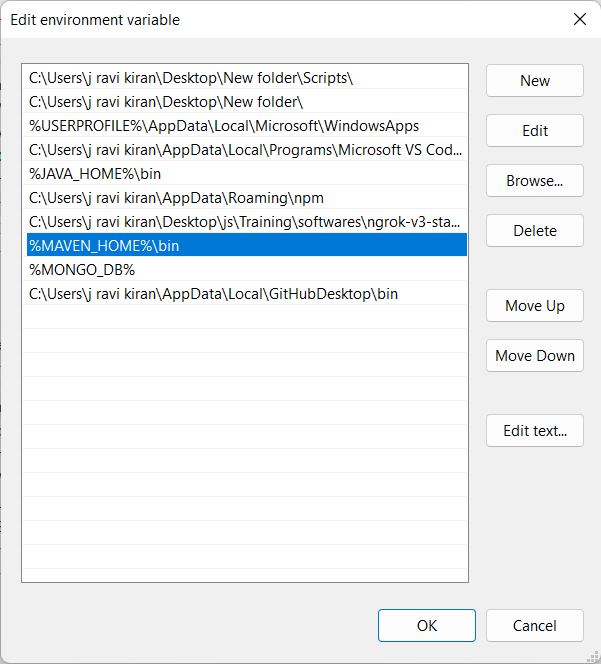 Edit environment variable
C:\Users\j ravi kiran\Desktop\New folder\Scripts\
C:\Users\j ravi kiran\Desktop\New folder\
%USERPROFILE%\AppData\Local\Microsoft\WindowsApps
C:\Users\j ravi kiran\AppData\Local\Programs\Microsoft VS Cod...
%JAVA_HOME%\bin
C:\Users\j ravi kiran\AppData\Roaming\npm
C:\Users\j ravi kiran\Desktop\js\Training\softwares\ngrok-v3-sta...
%MAVEN_HOME%\bin
%MONGO_DB%
C:\Users\j ravi kiran\AppData\Local\GitHubDesktop\bin
New
Edit
Browse...
Delete
Move Up
Move Down
Edit text...
OK
Cancel